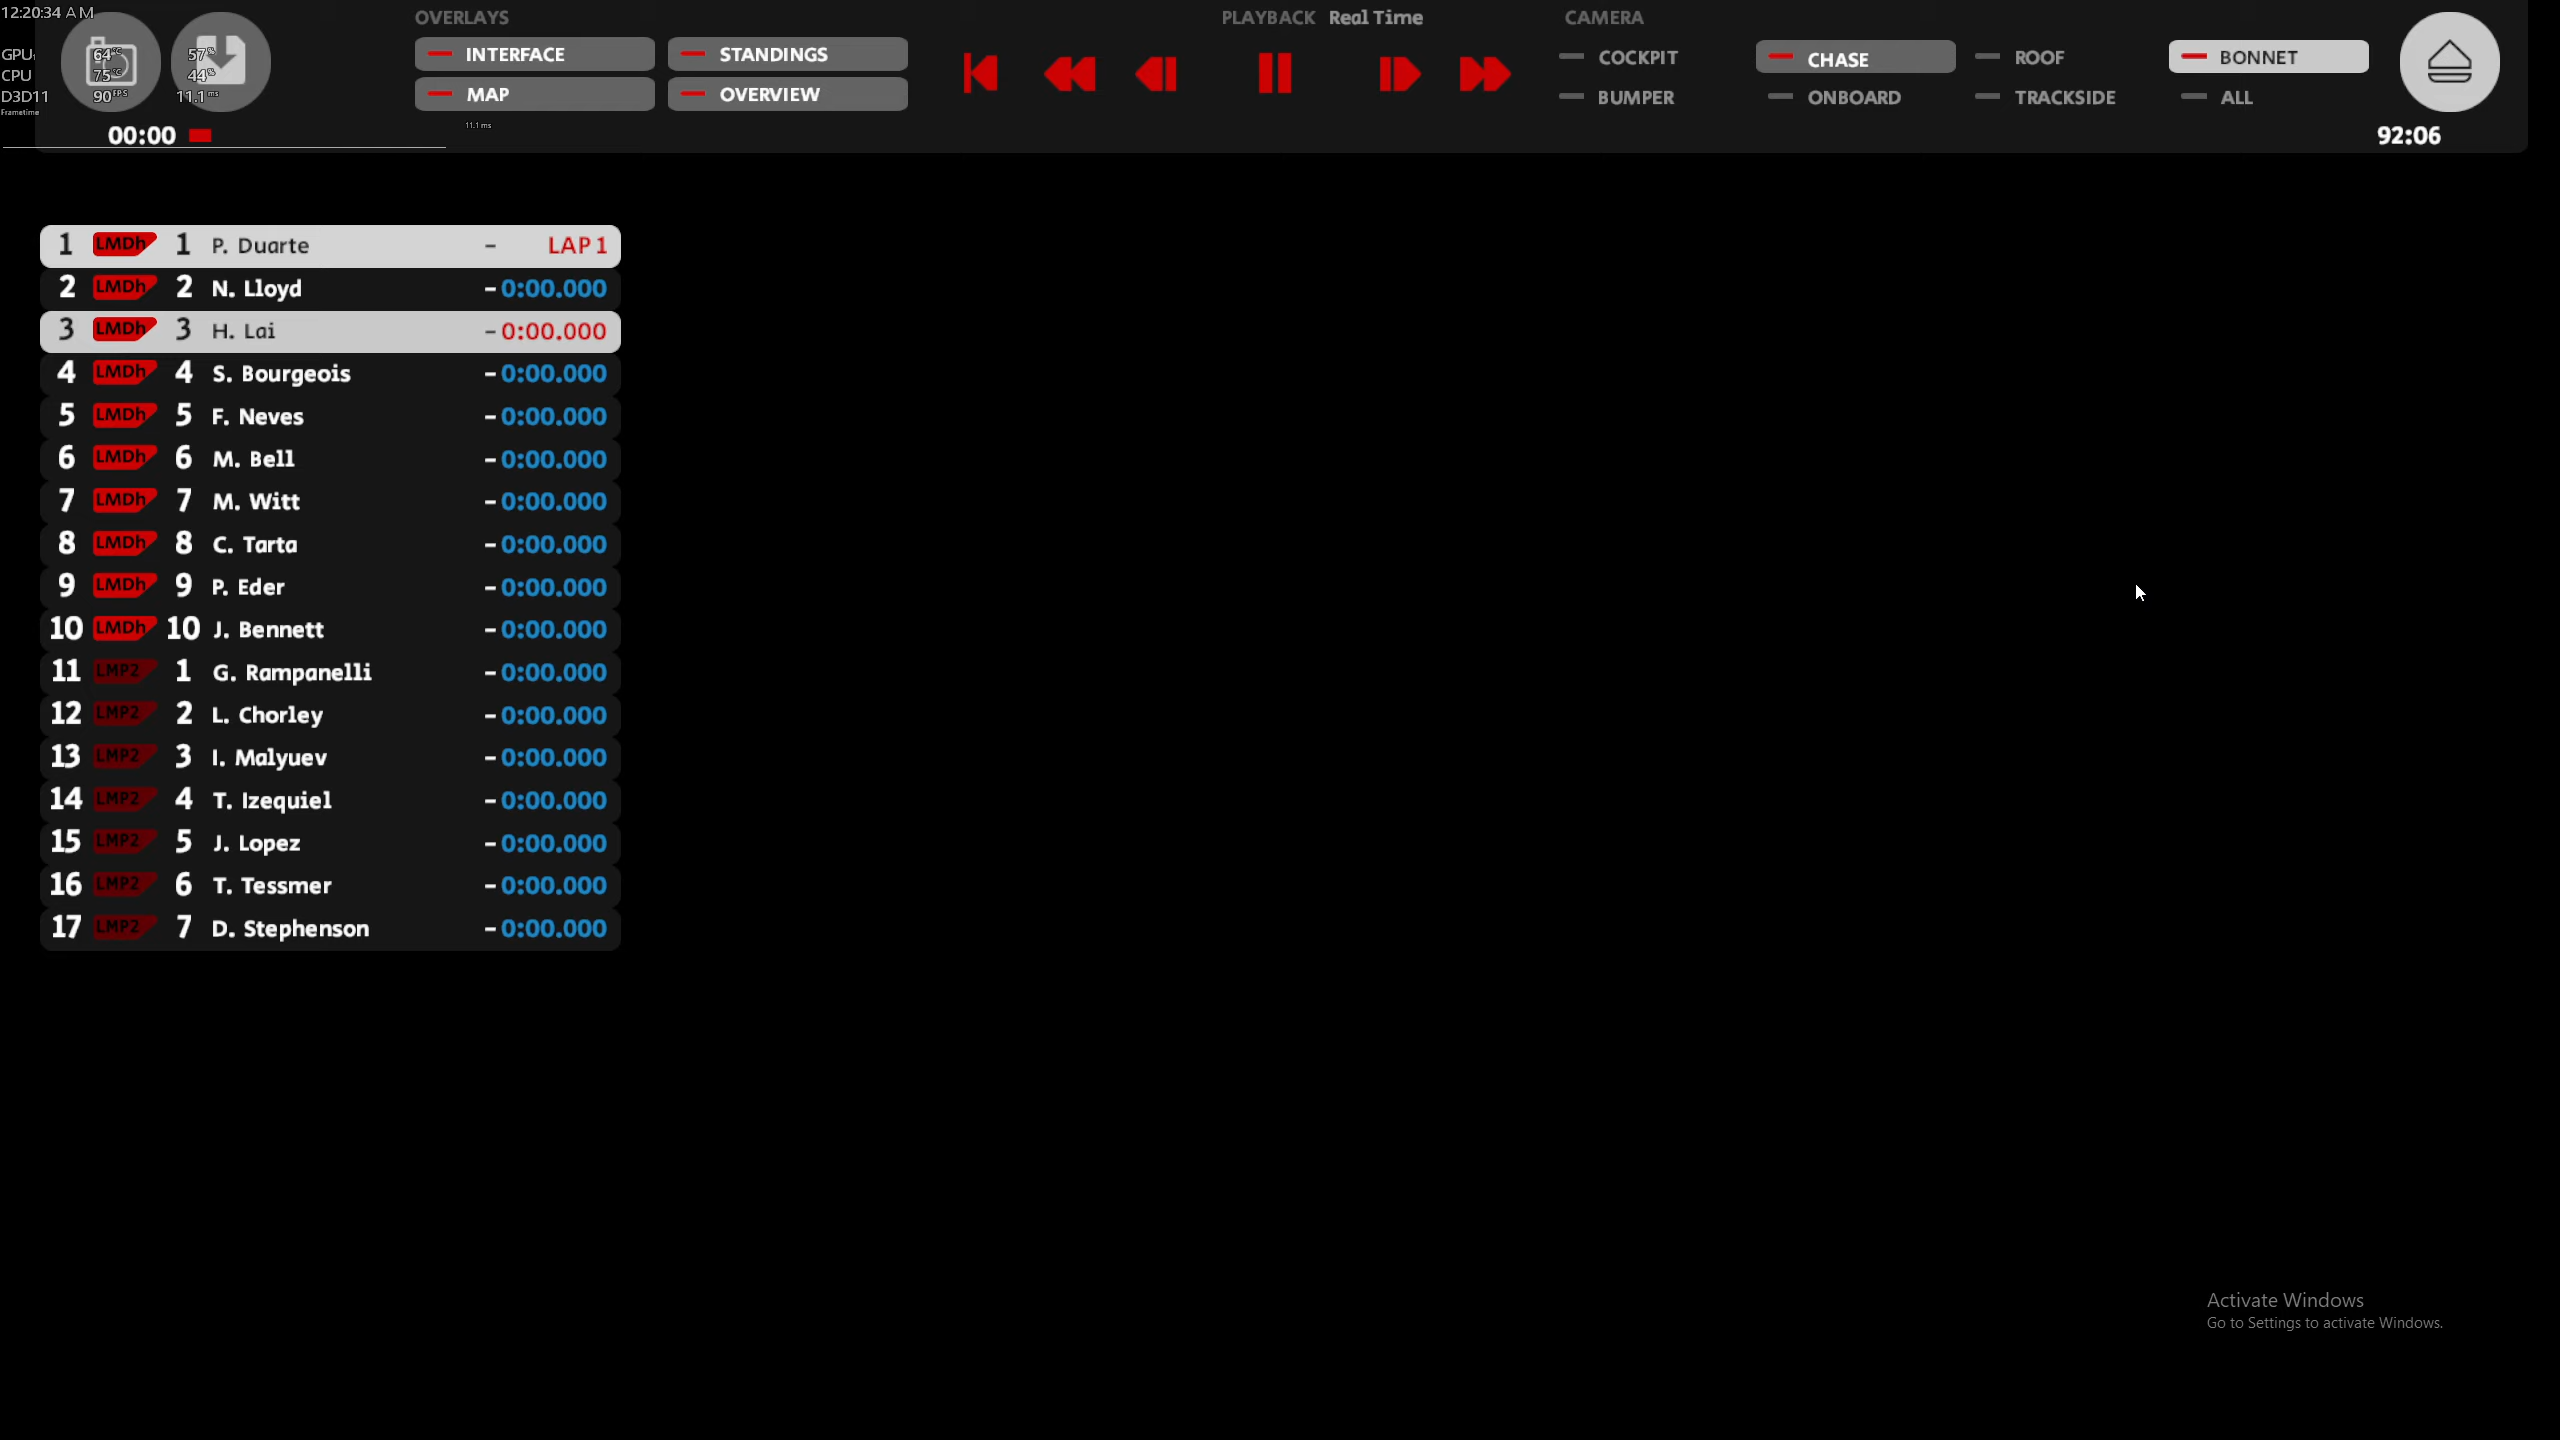 12:20:34 AM
GPU 64°C 57%
CPU 75°C 44%
D3D11 90 FPS 11.1 ms
Frametime
11.1 ms
OVERLAYS
INTERFACE STANDINGS
MAP OVERVIEW
PLAYBACK Real Time
CAMERA
COCKPIT CHASE ROOF BONNET
BUMPER ONBOARD TRACKSIDE ALL
00:00
92:06
1 LMDh 1 P. Duarte - LAP 1
2 LMDh 2 N. Lloyd -0:00.000
3 LMDh 3 H. Lai -0:00.000
4 LMDh 4 S. Bourgeois -0:00.000
5 LMDh 5 F. Neves -0:00.000
6 LMDh 6 M. Bell -0:00.000
7 LMDh 7 M. Witt -0:00.000
8 LMDh 8 C. Tarta -0:00.000
9 LMDh 9 P. Eder -0:00.000
10 LMDh 10 J. Bennett -0:00.000
11 LMP2 1 G. Rampanelli -0:00.000
12 LMP2 2 L. Chorley -0:00.000
13 LMP2 3 I. Malyuev -0:00.000
14 LMP2 4 T. Izequiel -0:00.000
15 LMP2 5 J. Lopez -0:00.000
16 LMP2 6 T. Tessmer -0:00.000
17 LMP2 7 D. Stephenson -0:00.000
Activate Windows
Go to Settings to activate Windows.